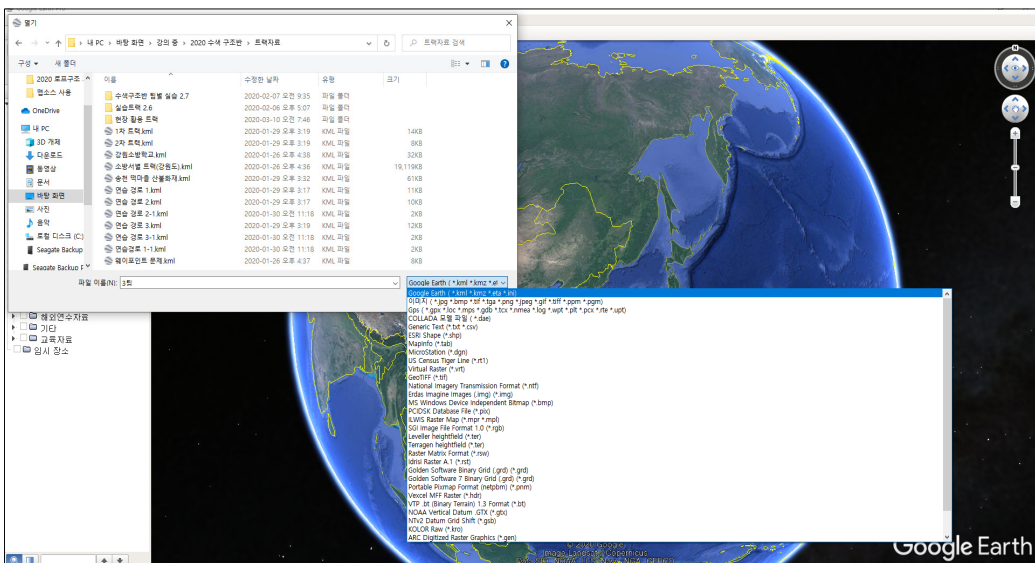 열기
내 PC > 바탕 화면 > 강의 중 > 2020 수색 구조반 > 트랙자료
트랙자료 검색
구성 새 폴더
이름 수정한 날짜 유형 크기
2020 로프구조
웹소스 사용
OneDrive
내 PC
3D 개체
다운로드
동영상
문서
바탕 화면
사진
음악
로컬 디스크 (C:)
Seagate Backup
Seagate Backup F
수색구조반 팀별 실습 2.7 2020-02-07 오전 9:35 파일 폴더
실습트랙 2.6 2020-02-06 오후 5:07 파일 폴더
현장 활용 트랙 2020-03-10 오전 7:46 파일 폴더
1차 트랙.kml 2020-01-29 오후 3:19 KML 파일 14KB
2차 트랙.kml 2020-01-29 오후 3:19 KML 파일 8KB
강원소방학교.kml 2020-01-26 오후 4:38 KML 파일 32KB
소방서별 트랙(강원도).kml 2020-01-26 오후 4:36 KML 파일 19,119KB
송천 떡마을 산불화재.kml 2020-01-29 오후 3:32 KML 파일 61KB
연습 경로 1.kml 2020-01-29 오후 3:17 KML 파일 11KB
연습 경로 2.kml 2020-01-29 오후 3:17 KML 파일 10KB
연습 경로 2-1.kml 2020-01-30 오전 11:18 KML 파일 2KB
연습 경로 3.kml 2020-01-29 오후 3:19 KML 파일 12KB
연습 경로 3-1.kml 2020-01-30 오전 11:18 KML 파일 2KB
연습경로 1-1.kml 2020-01-30 오전 11:18 KML 파일 2KB
웨이포인트 문제.kml 2020-01-26 오후 4:37 KML 파일 8KB
파일 이름(N): 3팀
Google Earth ( *.kml *.kmz *.et
Google Earth ( *.kml *.kmz *.eta *.ini)
이미지 ( *.jpg *.bmp *.tif *.tga *.png *.jpeg *.gif *.tiff *.ppm *.pgm)
Gps ( *.gpx *.loc *.mps *.gdb *.tcx *.nmea *.log *.wpt *.plt *.pcx *.rte *.upt)
COLLADA 모델 파일 ( *.dae)
Generic Text (*.txt *.csv)
ESRI Shape (*.shp)
MapInfo (*.tab)
MicroStation (*.dgn)
US Census Tiger Line (*.rt1)
Virtual Raster (*.vrt)
GeoTIFF (*.tif)
National Imagery Transmission Format (*.ntf)
Erdas Imagine Images (.img) (*.img)
MS Windows Device Independent Bitmap (*.bmp)
PCIDSK Database File (*.pix)
ILWIS Raster Map (*.mpr *.mpl)
SGI Image File Format 1.0 (*.rgb)
Leveller heightfield (*.ter)
Terragen heightfield (*.ter)
Raster Matrix Format (*.rsw)
Idrisi Raster A.1 (*.rst)
Golden Software Binary Grid (.grd) (*.grd)
Golden Software 7 Binary Grid (.grd) (*.grd)
Portable Pixmap Format (netpbm) (*.pnm)
Vexcel MFF Raster (*.hdr)
VTP .bt (Binary Terrain) 1.3 Format (*.bt)
NOAA Vertical Datum .GTX (*.gtx)
NTv2 Datum Grid Shift (*.gsb)
KOLOR Raw (*.kro)
ARC Digitized Raster Graphics (*.gen)
해외연수자료
기단
교육자료
임시 장소
N
© 2020 Google
Image Landsat / Copernicus
Google Earth